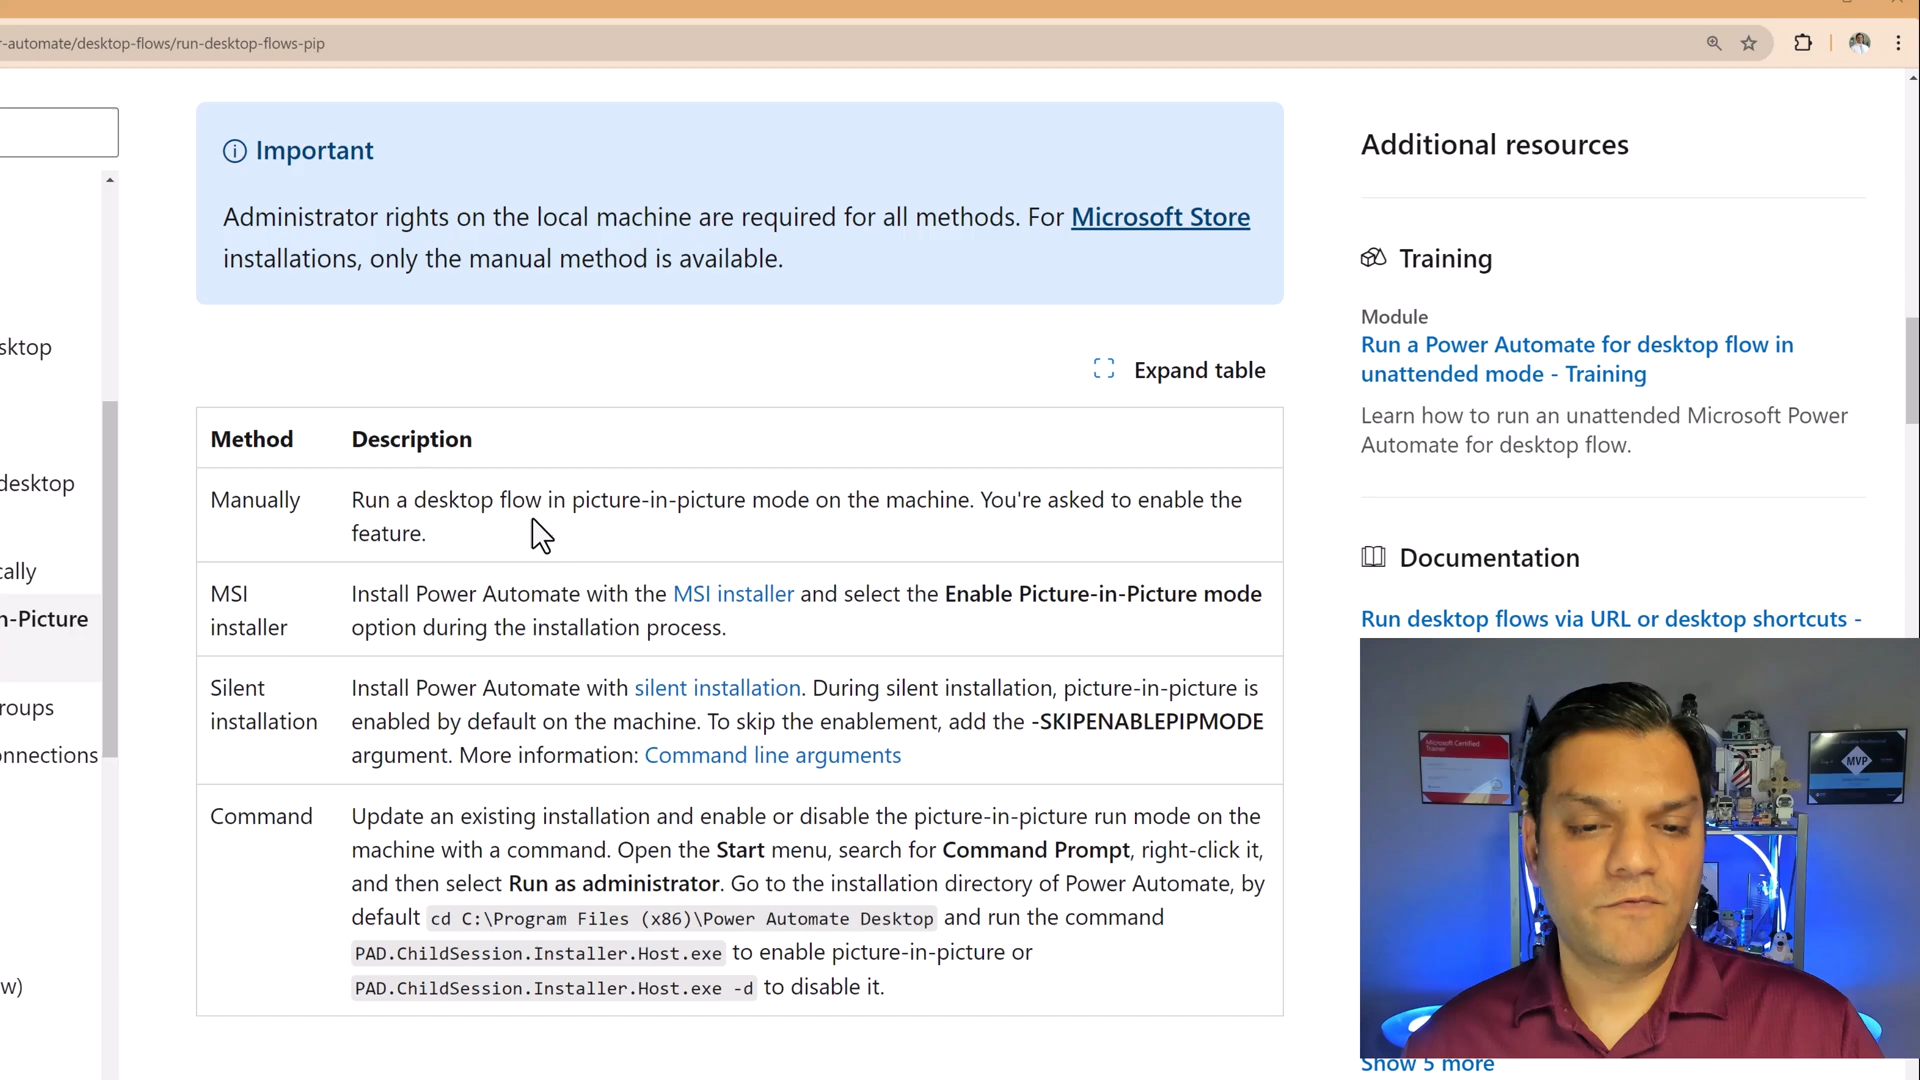 r-automate/desktop-flows/run-desktop-flows-pip
Important
Administrator rights on the local machine are required for all methods. For Microsoft Store
installations, only the manual method is available.
Expand table
Method Description
Manually Run a desktop flow in picture-in-picture mode on the machine. You're asked to enable the
feature.
MSI
installer
Install Power Automate with the MSI installer and select the Enable Picture-in-Picture mode
option during the installation process.
Silent
installation
Install Power Automate with silent installation. During silent installation, picture-in-picture is
enabled by default on the machine. To skip the enablement, add the -SKIPENABLEPIPMODE
argument. More information: Command line arguments
Command Update an existing installation and enable or disable the picture-in-picture run mode on the
machine with a command. Open the Start menu, search for Command Prompt, right-click it,
and then select Run as administrator. Go to the installation directory of Power Automate, by
default cd C:\Program Files (x86)\Power Automate Desktop and run the command
PAD.ChildSession.Installer.Host.exe to enable picture-in-picture or
PAD.ChildSession.Installer.Host.exe -d to disable it.
sktop
desktop
cally
n-Picture
roups
onnections
w)
Additional resources
Training
Module
Run a Power Automate for desktop flow in
unattended mode - Training
Learn how to run an unattended Microsoft Power
Automate for desktop flow.
Documentation
Run desktop flows via URL or desktop shortcuts -
Microsoft Certified
Trainer
MVP
Show 5 more